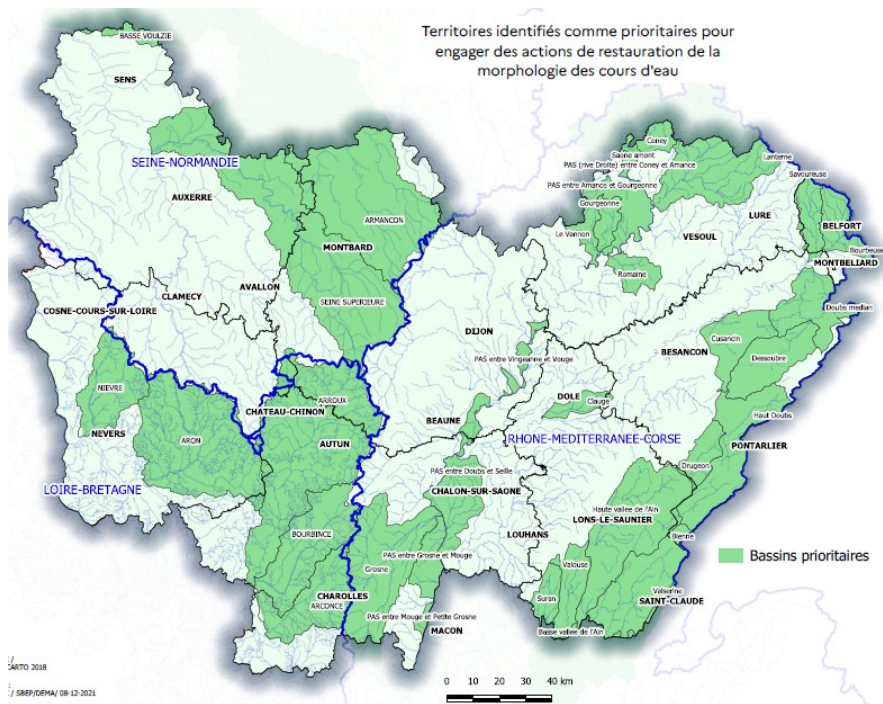 Territoires identifiés comme prioritaires pour
engager des actions de restauration de la
morphologie des cours d'eau
BASSE VOULZIE
SENS
SEINE-NORMANDIE
AUXERRE
ARMANCON
MONTBARD
SEINE SUPERIEURE
AVALLON
CLAMECY
COSNE-COURS-SUR-LOIRE
Coney
Saone amont
PAS (rive Droite) entre Coney et Amance
Lanterne
PAS entre Amance et Gourgeonne
Savoureuse
Gourgeonne
LURE
BELFORT
Le Vannon
VESOUL
Bourbeuse
MONTBELIARD
Romaine
Doubs median
DIJON
Cusancin
BESANCON
Dessoubre
PAS entre Vingeanne et Vouge
NIEVRE
CHATEAU-CHINON
ARROUX
DOLE
Clauge
Haut Doubs
BEAUNE
NEVERS
ARON
AUTUN
RHONE-MEDITERRANEE-CORSE
PONTARLIER
Drugeon
PAS entre Doubs et Seille
CHALON-SUR-SAONE
LOIRE-BRETAGNE
Haute vallee de l'Ain
LONS-LE-SAUNIER
BOURBINCE
LOUHANS
Bienne
PAS entre Grosne et Mouge
Grosne
Valouse
Bassins prioritaires
CHAROLLES
ARCONCE
Suran
Valserine
SAINT-CLAUDE
PAS entre Mouge et Petite Grosne
MACON
Basse vallee de l'Ain
/
CARTO 2018
:
/ SBEP/DEMA/ 08-12-2021
0 10 20 30 40 km